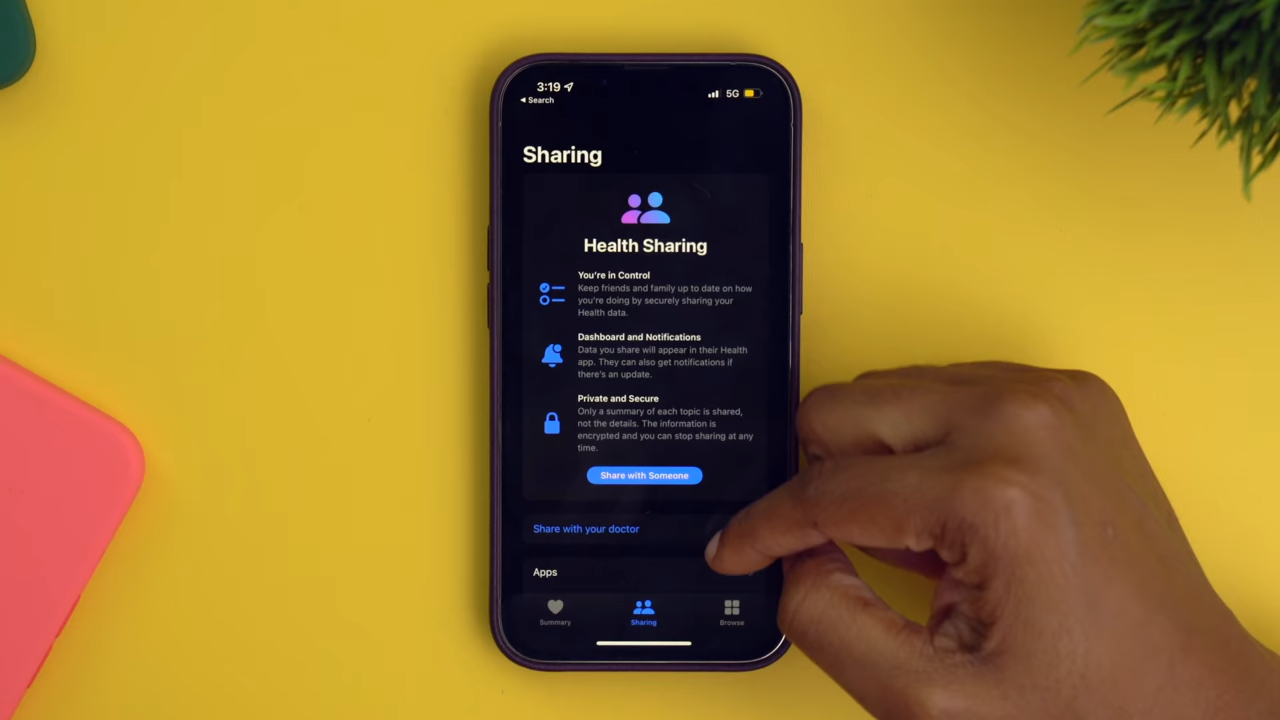 3:19
5G
Search
Sharing
Health Sharing
You're in Control
Keep friends and family up to date on how
you're doing by securely sharing your
Health data.
Dashboard and Notifications
Data you share will appear in their Health
app. They can also get notifications if
there's an update.
Private and Secure
Only a summary of each topic is shared,
not the details. The information is
encrypted and you can stop sharing at any
time.
Share with Someone
Share with your doctor
Apps
Summary
Sharing
Browse